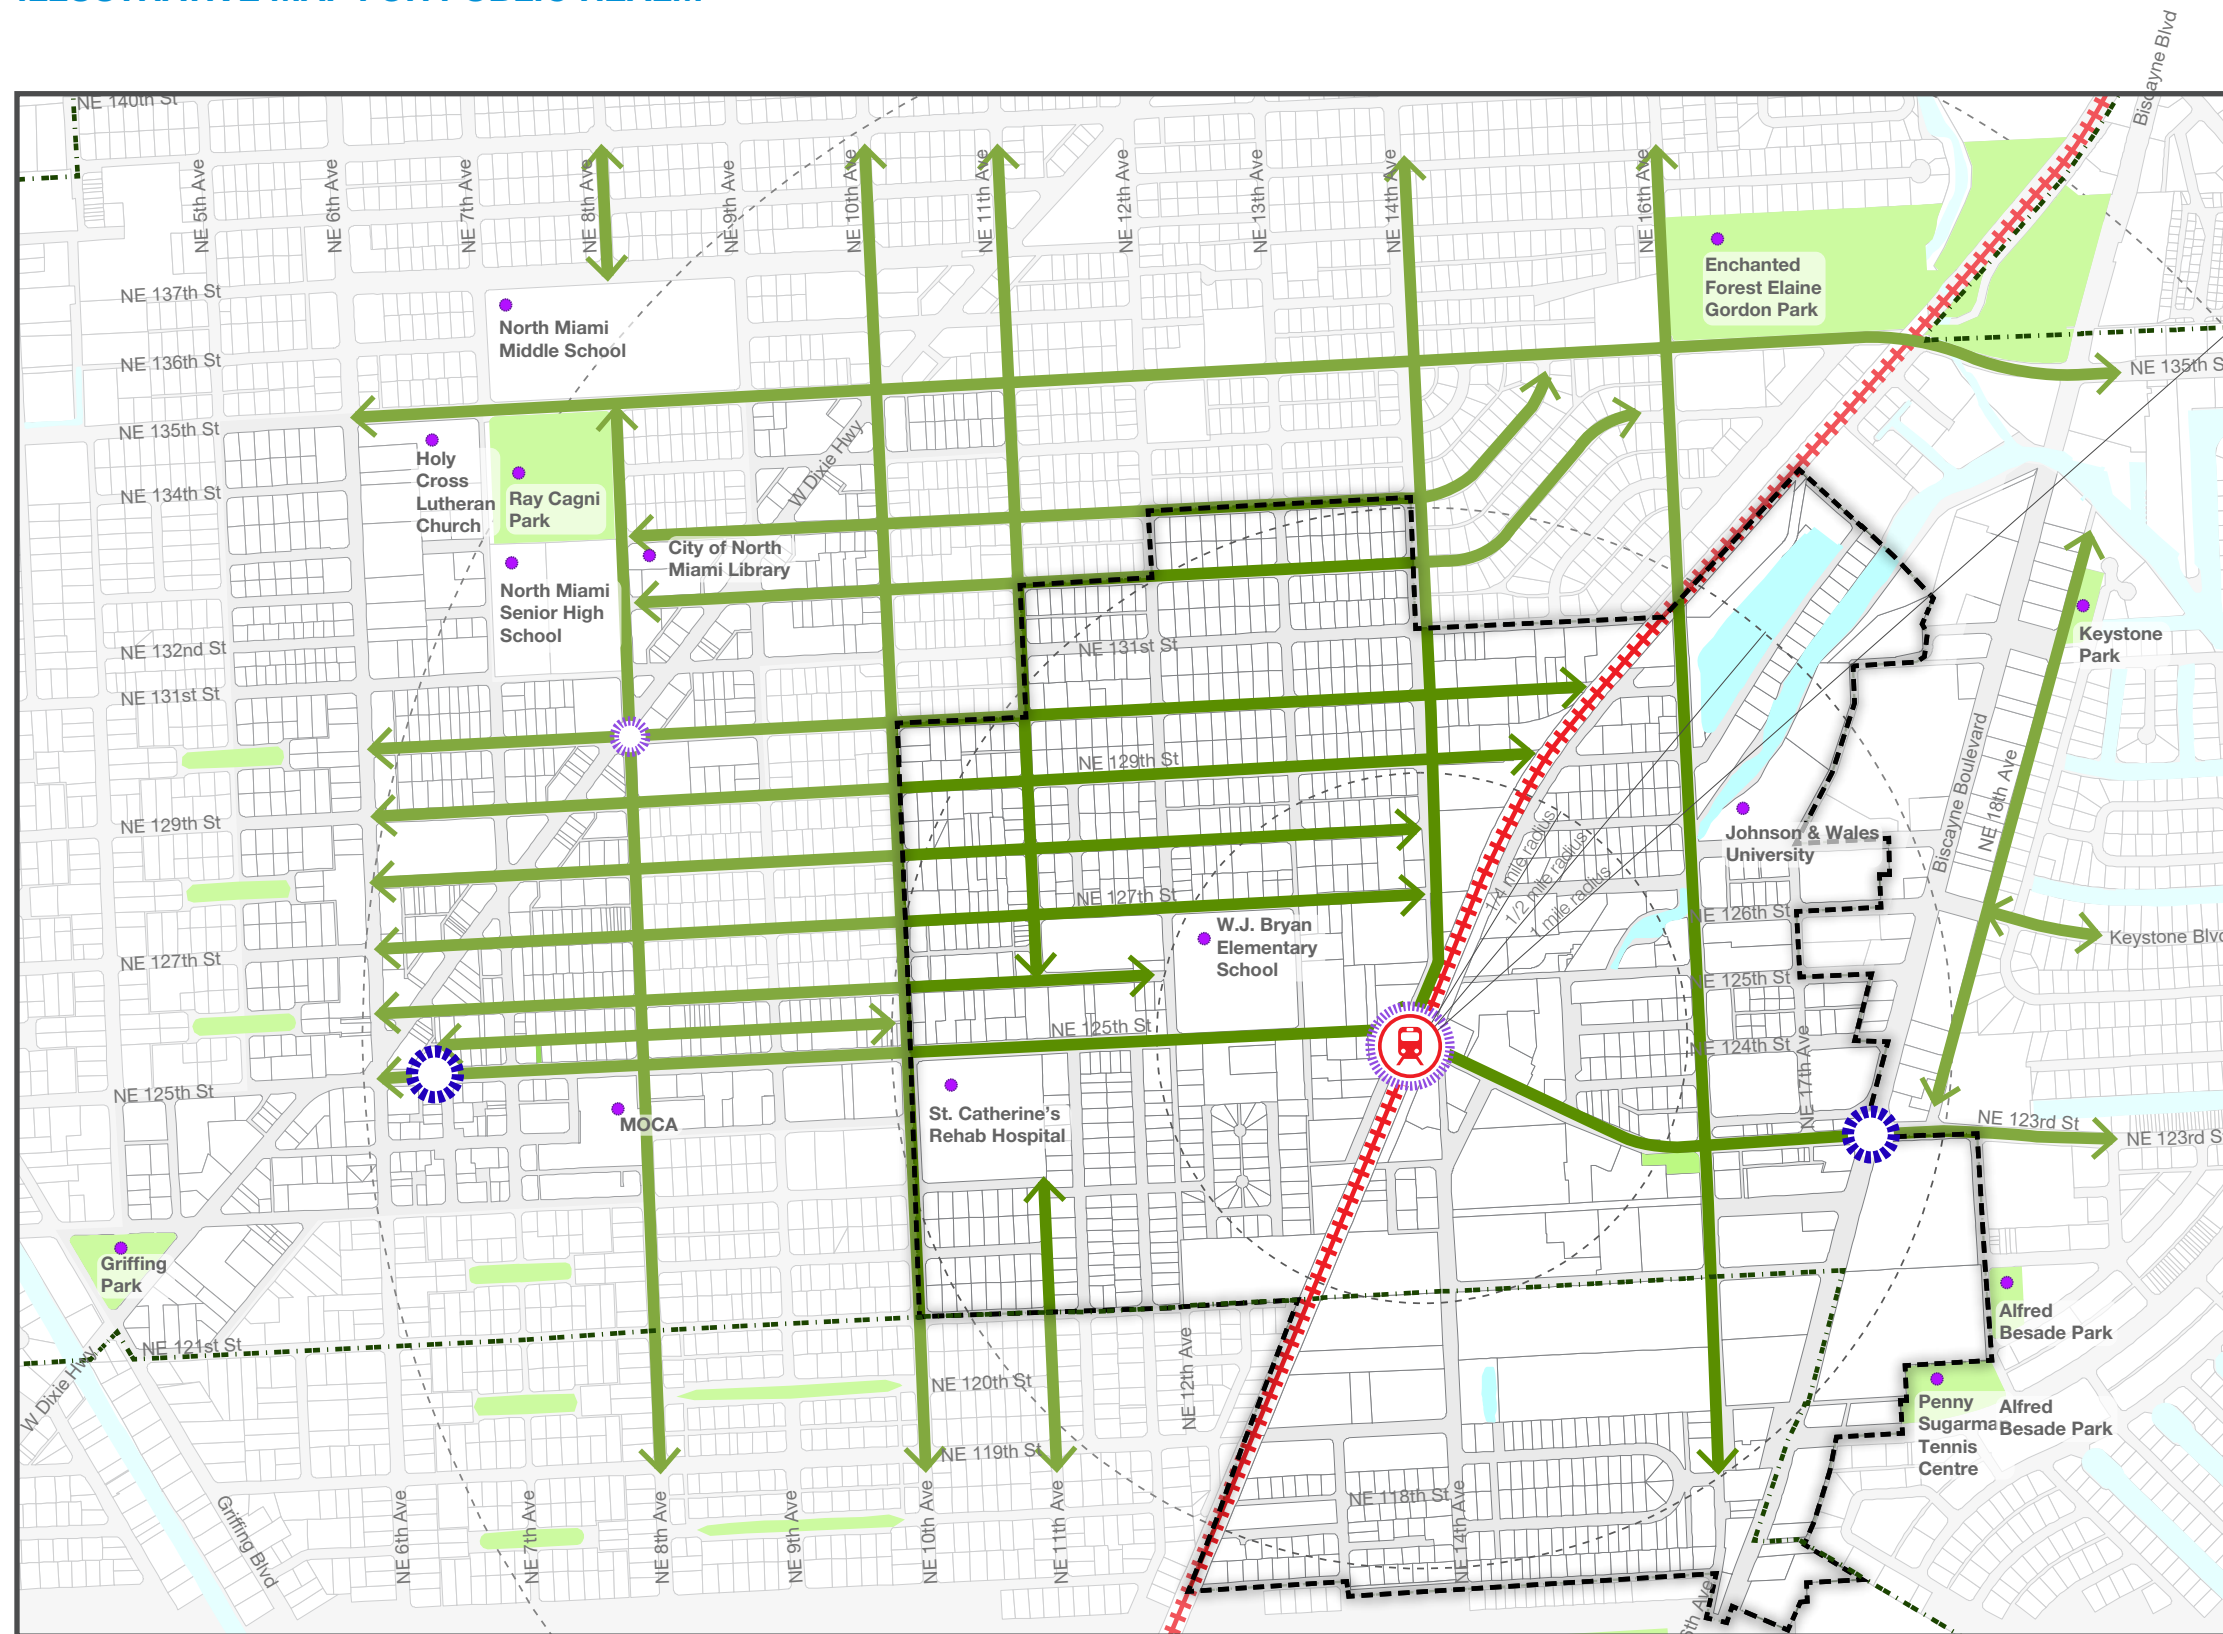 Biscayne Blvd
NE 140th St
NE 5th Ave
NE 6th Ave
NE 7th Ave
NE 8th Ave
NE 9th Ave
NE 10th Ave
NE 11th Ave
NE 12th Ave
NE 13th Ave
NE 14th Ave
NE 16th Ave
Enchanted
Forest Elaine
Gordon Park
NE 137th St
North Miami
Middle School
NE 136th St
NE 135th S
NE 135th St
Holy
Cross
Lutheran
Church
Ray Cagni
Park
W Dixie Hwy
NE 134th St
City of North
Miami Library
North Miami
Senior High
School
NE 132nd St
NE 131st St
NE 131st St
Keystone
Park
NE 129th St
NE 129th St
Biscayne Boulevard
NE 18th Ave
1/4 mile radius
1/2 mile radius
1 mile radius
Johnson & Wales
University
NE 127th St
NE 127th St
W.J. Bryan
Elementary
School
NE 126th St
Keystone Blvd
NE 125th St
NE 125th St
NE 124th St
NE 17th Ave
NE 125th St
MOCA
St. Catherine's
Rehab Hospital
NE 123rd St
NE 123rd S
Griffing
Park
NE 121st St
W Dixie Hwy
NE 12th Ave
NE 120th St
NE 119th St
Alfred
Besade Park
Penny
Sugarma
Tennis
Centre
Alfred
Besade Park
NE 118th St
Griffing Blvd
NE 6th Ave
NE 7th Ave
NE 8th Ave
NE 9th Ave
NE 10th Ave
NE 11th Ave
NE 14th Ave